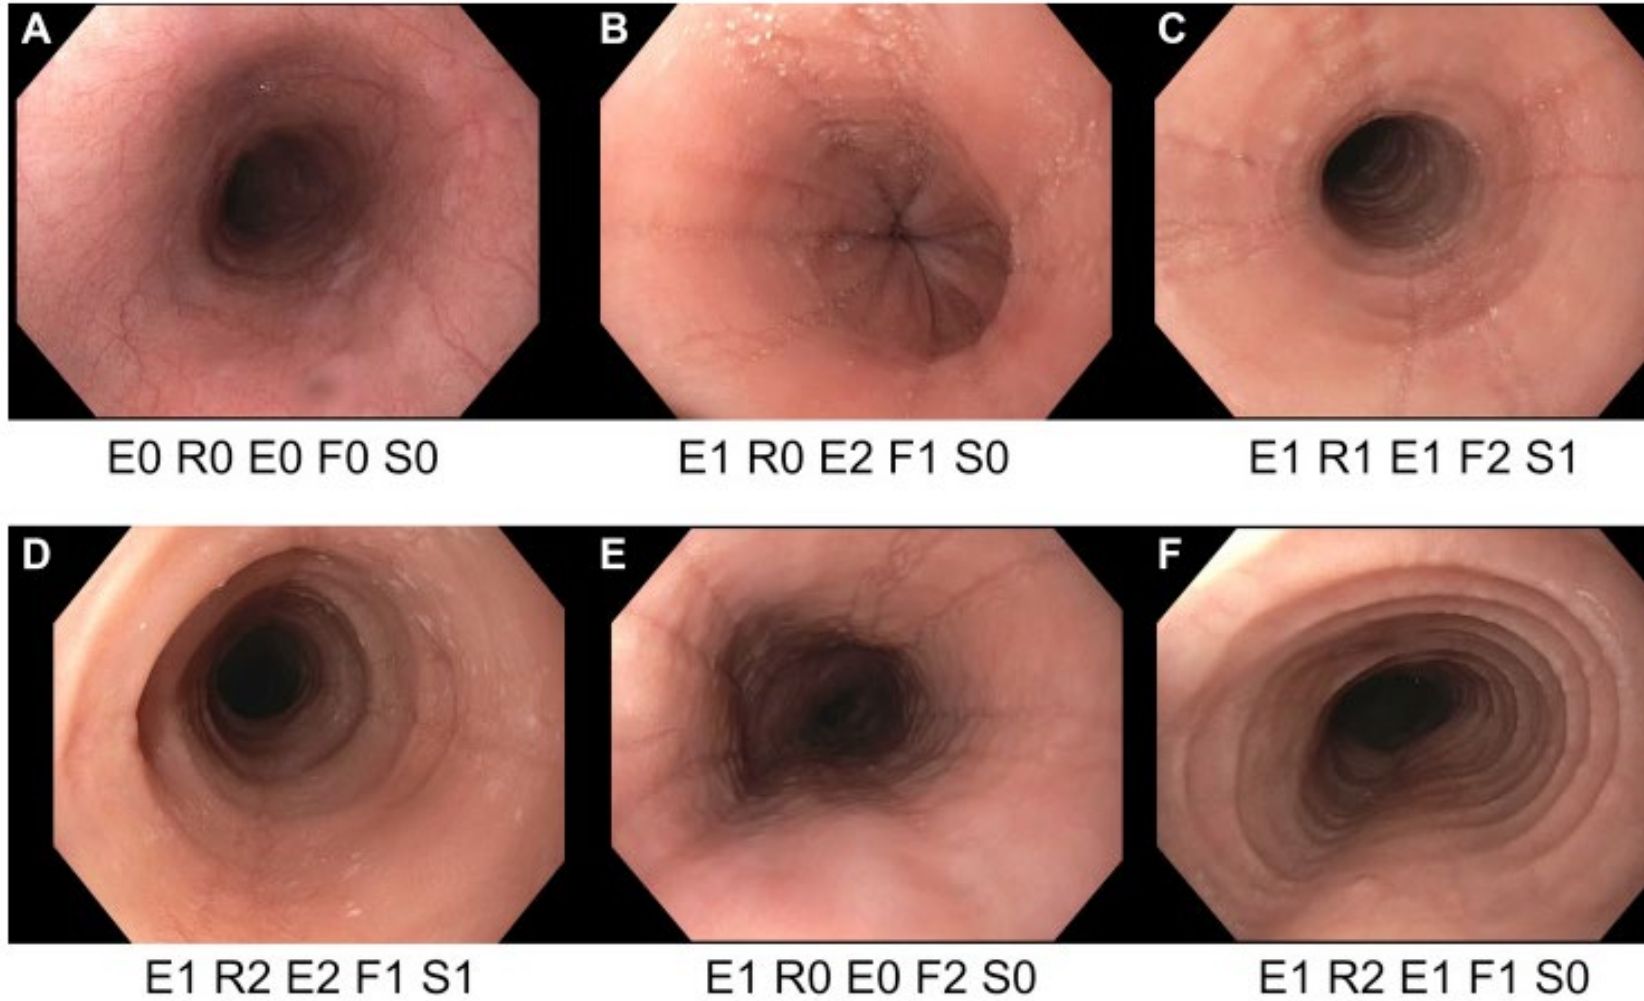 A B C
E0 R0 E0 F0 S0 E1 R0 E2 F1 S0 E1 R1 E1 F2 S1
D E F
E1 R2 E2 F1 S1 E1 R0 E0 F2 S0 E1 R2 E1 F1 S0